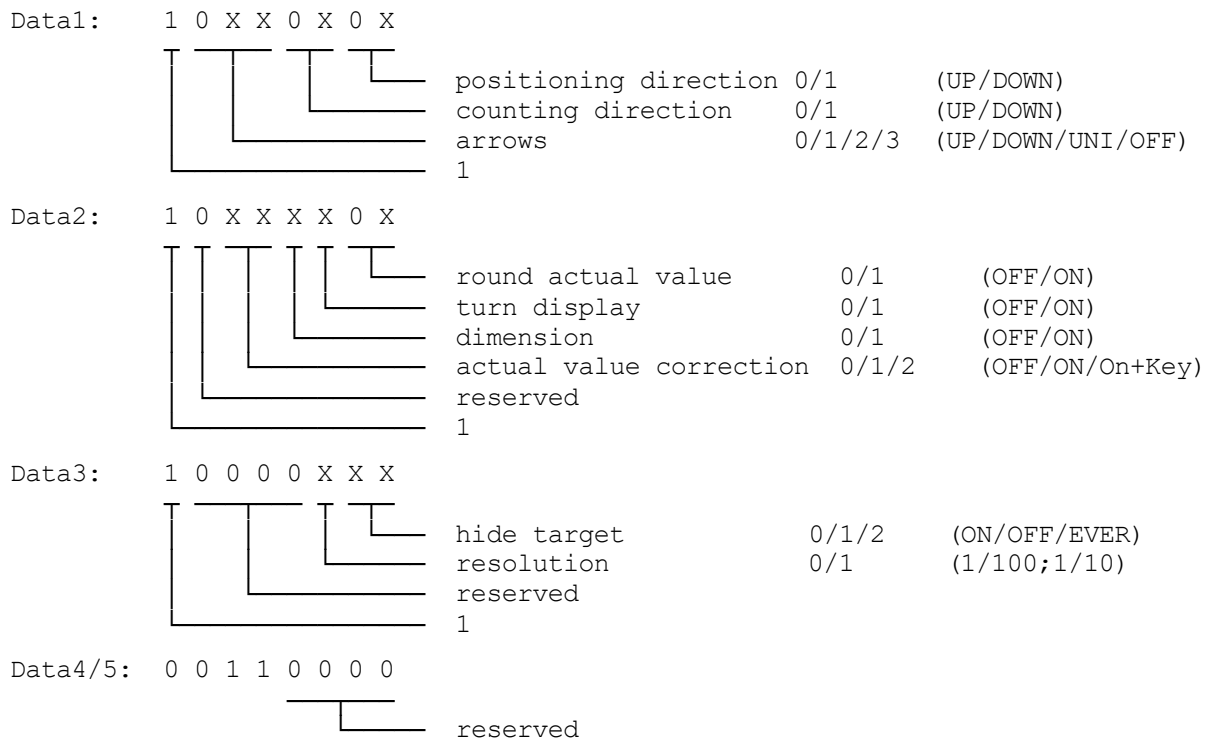 Data1: 1 0 X X 0 X 0 X
positioning direction 0/1 (UP/DOWN)
counting direction 0/1 (UP/DOWN)
arrows 0/1/2/3 (UP/DOWN/UNI/OFF)
1
Data2: 1 0 X X X X 0 X
round actual value 0/1 (OFF/ON)
turn display 0/1 (OFF/ON)
dimension 0/1 (OFF/ON)
actual value correction 0/1/2 (OFF/ON/On+Key)
reserved
1
Data3: 1 0 0 0 0 X X X
hide target 0/1/2 (ON/OFF/EVER)
resolution 0/1 (1/100;1/10)
reserved
1
Data4/5: 0 0 1 1 0 0 0 0
reserved